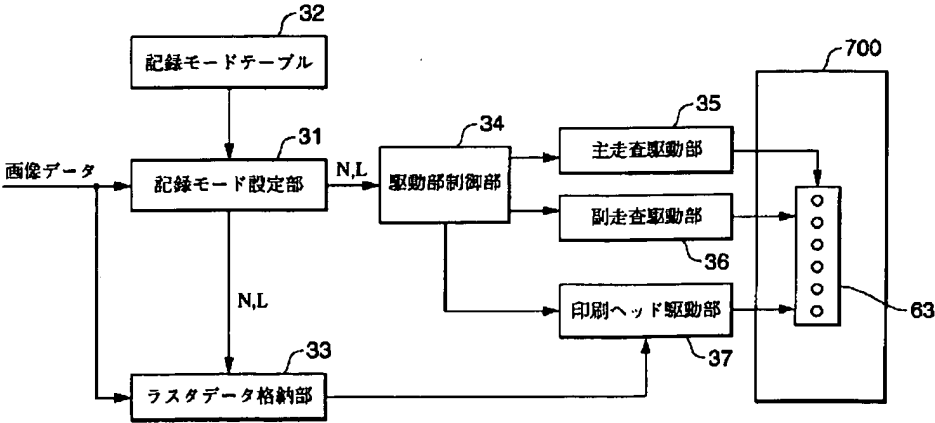 32
記録モードテーブル
700
35
34
31
主走査駆動部
画像データ
記録モード設定部
N,L
駆動部制御部
副走査駆動部
36
N,L
印刷ヘッド駆動部
63
33
37
ラスタデータ格納部